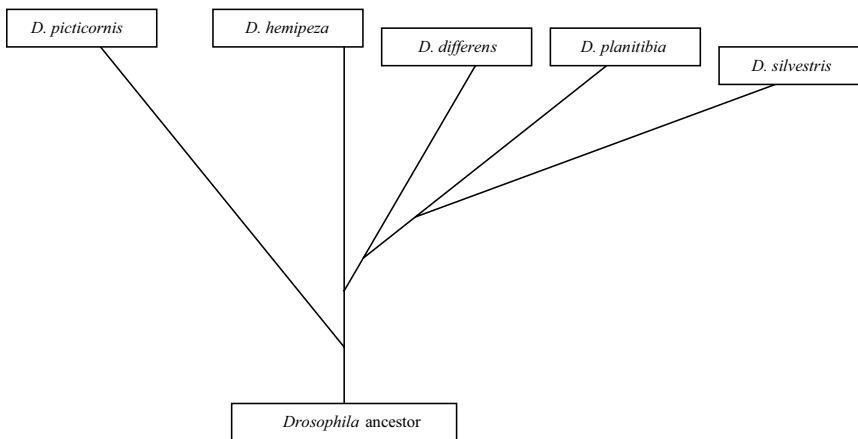 D. picticornis
D. hemipeza
D. differens
D. planitibia
D. silvestris
Drosophila ancestor